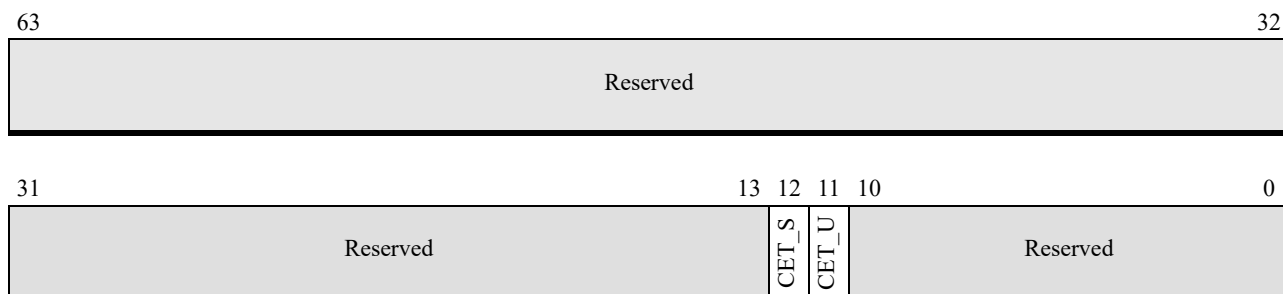 63 32
Reserved
31 13 12 11 10 0
Reserved CET_S CET_U Reserved